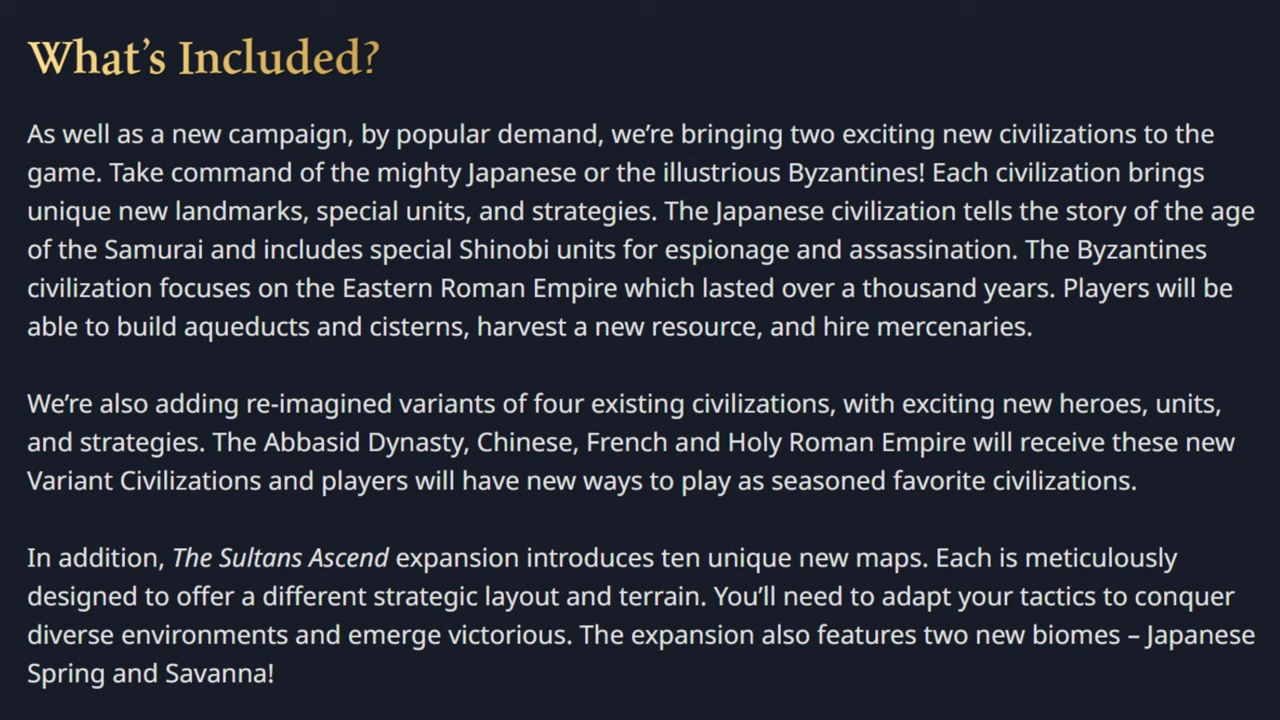 What’s Included?
As well as a new campaign, by popular demand, we’re bringing two exciting new civilizations to the
game. Take command of the mighty Japanese or the illustrious Byzantines! Each civilization brings
unique new landmarks, special units, and strategies. The Japanese civilization tells the story of the age
of the Samurai and includes special Shinobi units for espionage and assassination. The Byzantines
civilization focuses on the Eastern Roman Empire which lasted over a thousand years. Players will be
able to build aqueducts and cisterns, harvest a new resource, and hire mercenaries.
We’re also adding re-imagined variants of four existing civilizations, with exciting new heroes, units,
and strategies. The Abbasid Dynasty, Chinese, French and Holy Roman Empire will receive these new
Variant Civilizations and players will have new ways to play as seasoned favorite civilizations.
In addition, The Sultans Ascend expansion introduces ten unique new maps. Each is meticulously
designed to offer a different strategic layout and terrain. You’ll need to adapt your tactics to conquer
diverse environments and emerge victorious. The expansion also features two new biomes – Japanese
Spring and Savanna!